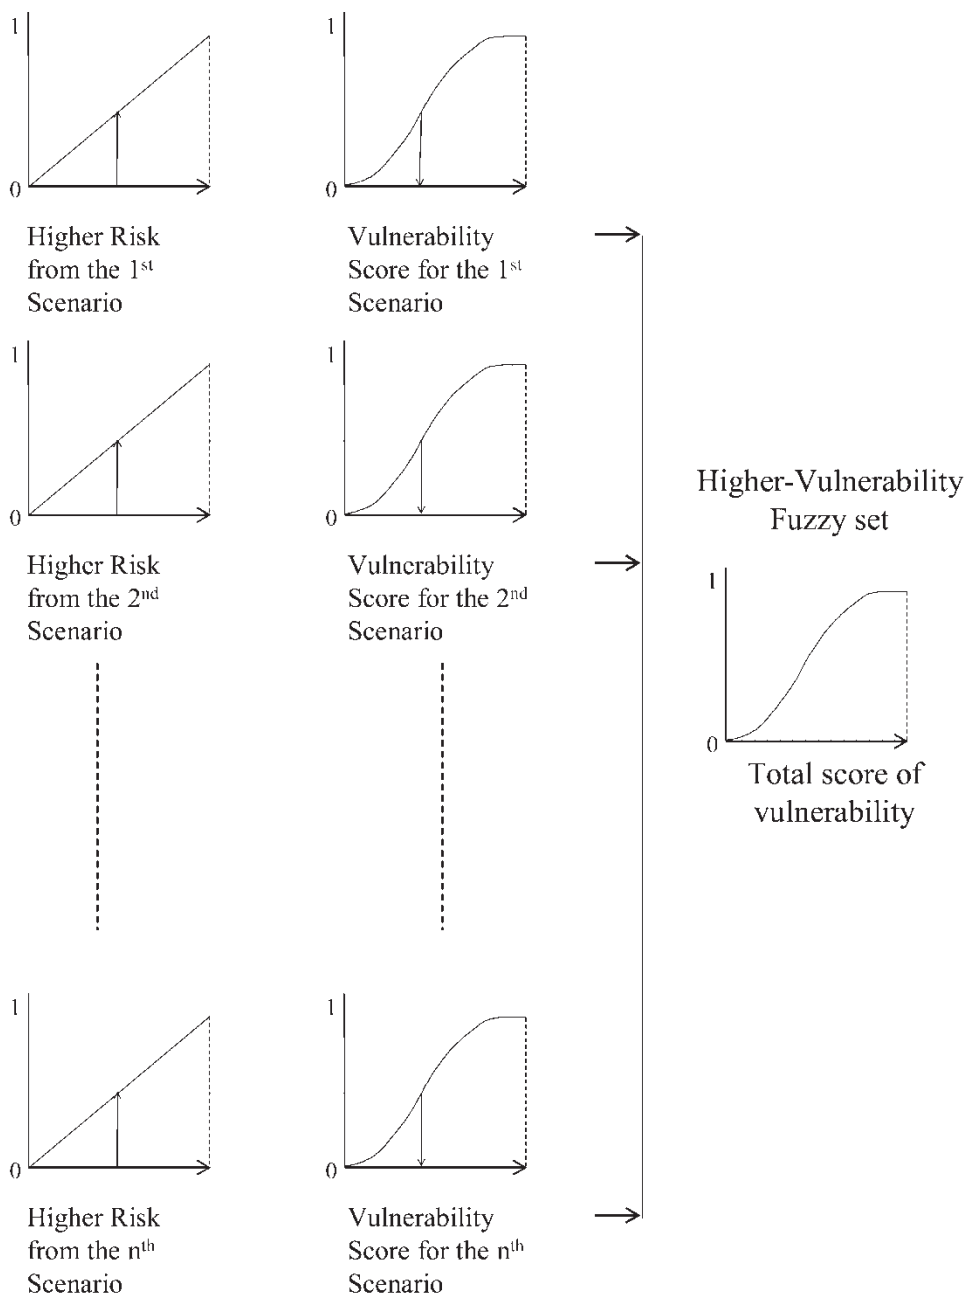 1
0
Higher Risk
from the 1st
Scenario
1
0
Vulnerability
Score for the 1st
Scenario
1
0
Higher Risk
from the 2nd
Scenario
1
0
Vulnerability
Score for the 2nd
Scenario
Higher-Vulnerability
Fuzzy set
1
0
Total score of
vulnerability
1
0
Higher Risk
from the nth
Scenario
1
0
Vulnerability
Score for the nth
Scenario